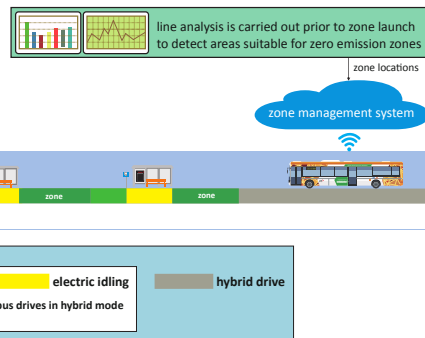 line analysis is carried out prior to zone launch
to detect areas suitable for zero emission zones
zone locations
zone management system
zone
zone
electric idling
hybrid drive
bus drives in hybrid mode